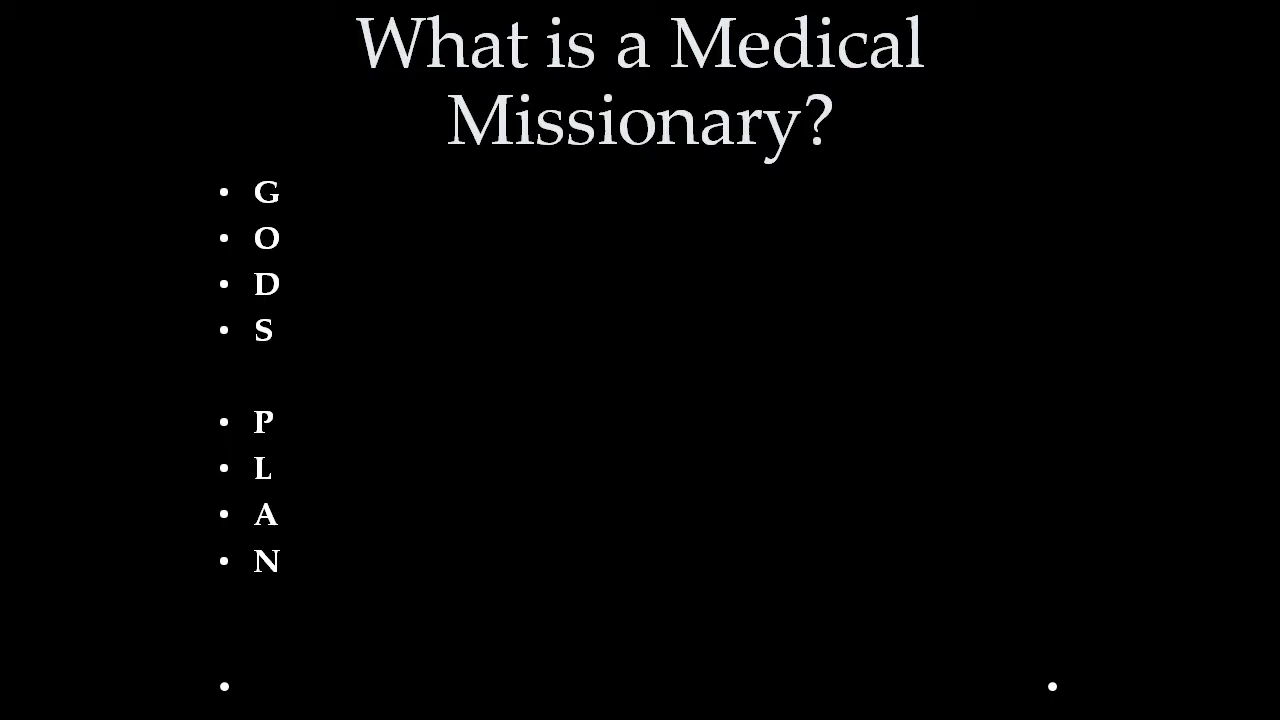 What is a Medical
Missionary?
• G
• O
• D
• S
• P
• L
• A
• N